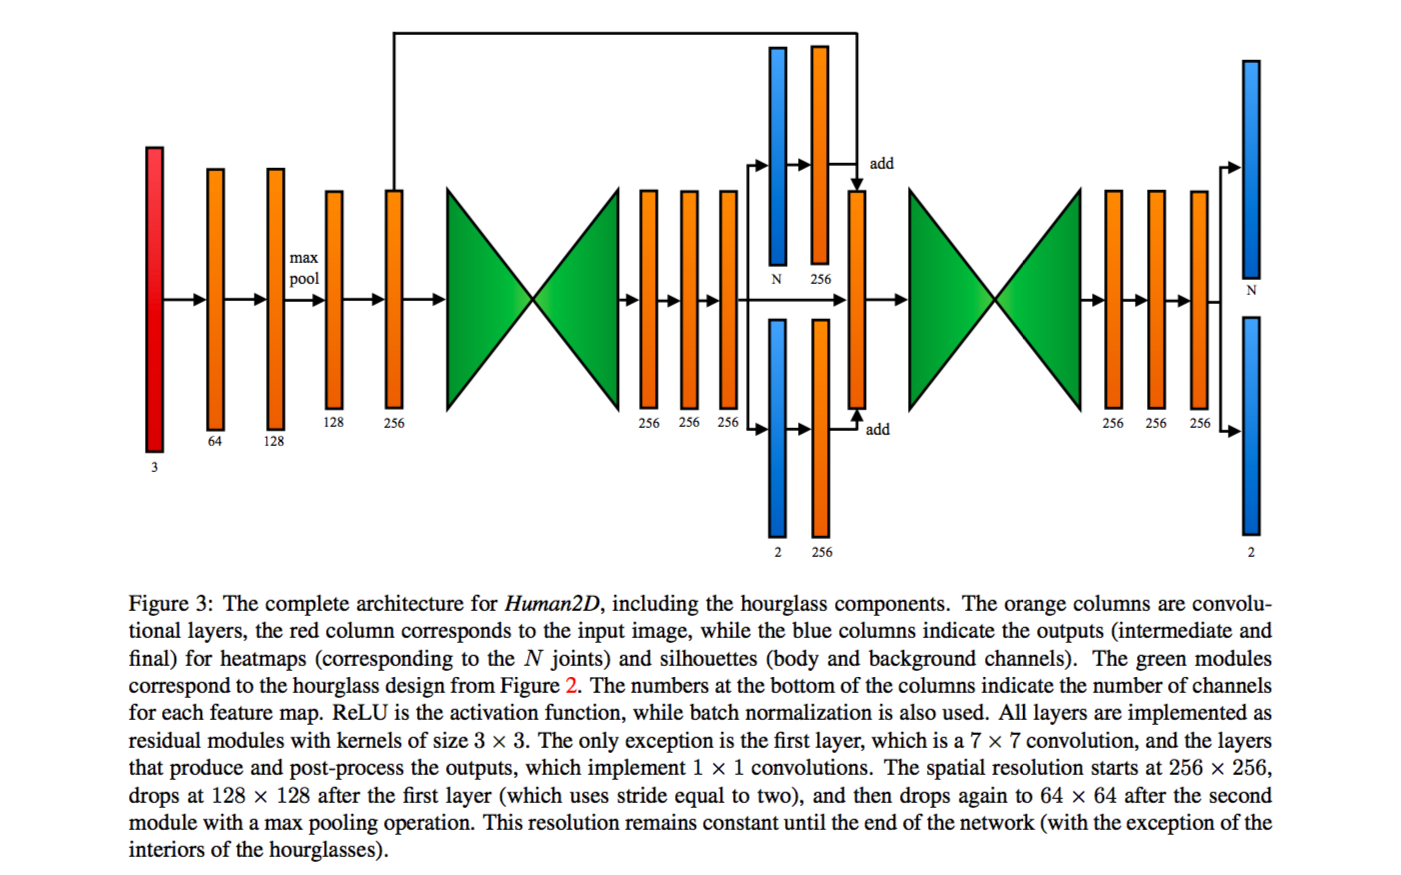 add
max
pool
N
256
N
128
256
256
256
256
add
256
256
256
64
128
3
2
256
2
Figure 3: The complete architecture for Human2D, including the hourglass components. The orange columns are convolu-
tional layers, the red column corresponds to the input image, while the blue columns indicate the outputs (intermediate and
final) for heatmaps (corresponding to the N joints) and silhouettes (body and background channels). The green modules
correspond to the hourglass design from Figure 2. The numbers at the bottom of the columns indicate the number of channels
for each feature map. ReLU is the activation function, while batch normalization is also used. All layers are implemented as
residual modules with kernels of size 3 × 3. The only exception is the first layer, which is a 7 × 7 convolution, and the layers
that produce and post-process the outputs, which implement 1 × 1 convolutions. The spatial resolution starts at 256 × 256,
drops at 128 × 128 after the first layer (which uses stride equal to two), and then drops again to 64 × 64 after the second
module with a max pooling operation. This resolution remains constant until the end of the network (with the exception of the
interiors of the hourglasses).